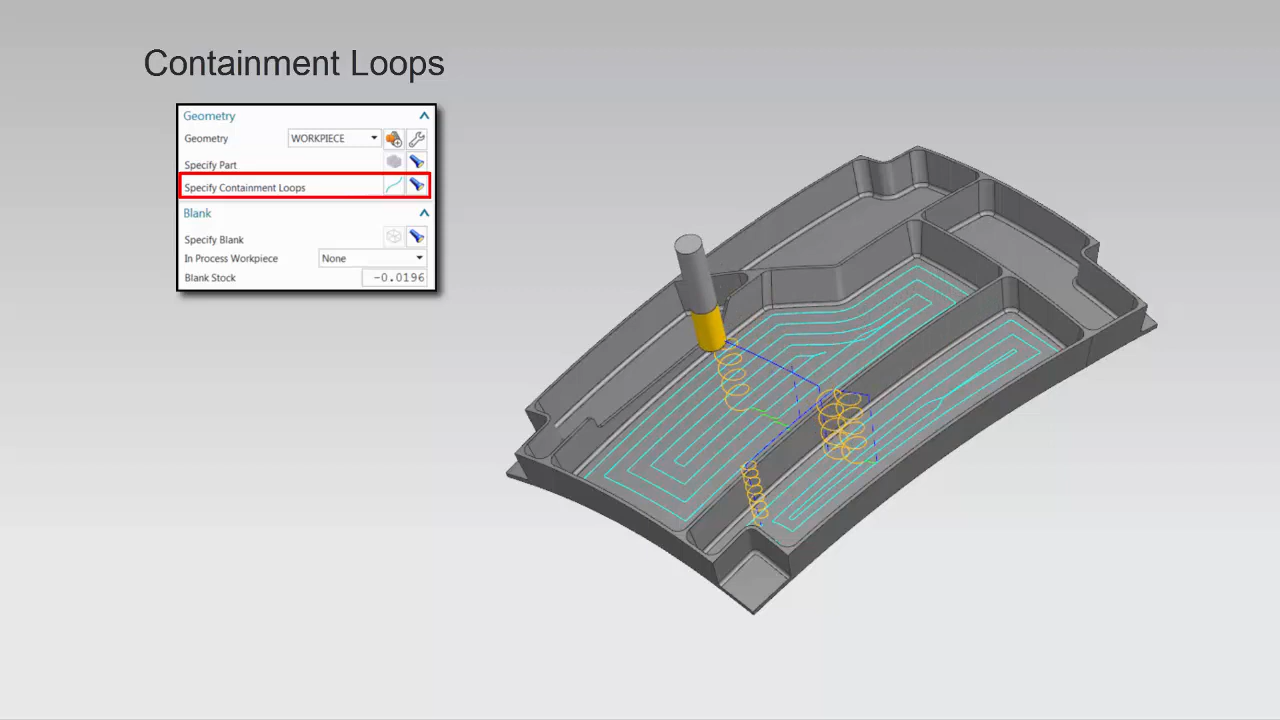 Containment Loops
Geometry
Geometry WORKPIECE
Specify Part
Specify Containment Loops
Blank
Specify Blank
In Process Workpiece None
Blank Stock -0.0196